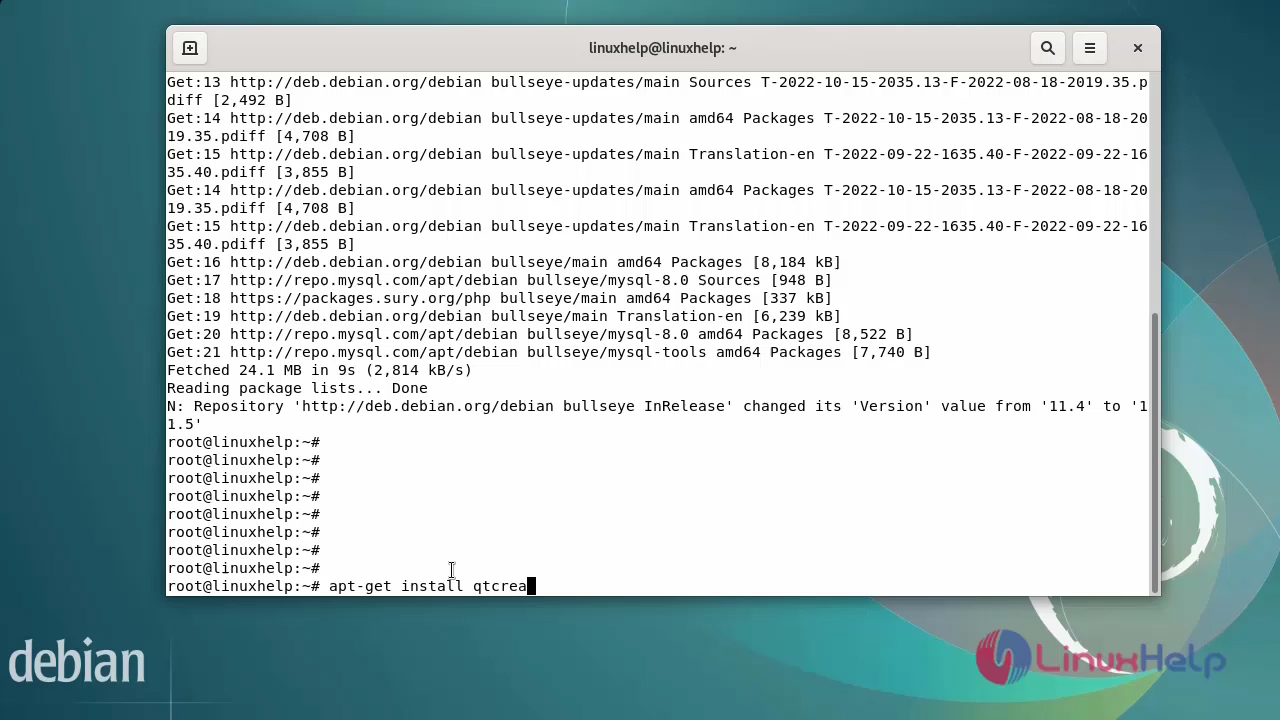 linuxhelp@linuxhelp: ~
Get:13 http://deb.debian.org/debian bullseye-updates/main Sources T-2022-10-15-2035.13-F-2022-08-18-2019.35.p
diff [2,492 B]
Get:14 http://deb.debian.org/debian bullseye-updates/main amd64 Packages T-2022-10-15-2035.13-F-2022-08-18-20
19.35.pdiff [4,708 B]
Get:15 http://deb.debian.org/debian bullseye-updates/main Translation-en T-2022-09-22-1635.40-F-2022-09-22-16
35.40.pdiff [3,855 B]
Get:14 http://deb.debian.org/debian bullseye-updates/main amd64 Packages T-2022-10-15-2035.13-F-2022-08-18-20
19.35.pdiff [4,708 B]
Get:15 http://deb.debian.org/debian bullseye-updates/main Translation-en T-2022-09-22-1635.40-F-2022-09-22-16
35.40.pdiff [3,855 B]
Get:16 http://deb.debian.org/debian bullseye/main amd64 Packages [8,184 kB]
Get:17 http://repo.mysql.com/apt/debian bullseye/mysql-8.0 Sources [948 B]
Get:18 https://packages.sury.org/php bullseye/main amd64 Packages [337 kB]
Get:19 http://deb.debian.org/debian bullseye/main Translation-en [6,239 kB]
Get:20 http://repo.mysql.com/apt/debian bullseye/mysql-8.0 amd64 Packages [8,522 B]
Get:21 http://repo.mysql.com/apt/debian bullseye/mysql-tools amd64 Packages [7,740 B]
Fetched 24.1 MB in 9s (2,814 kB/s)
Reading package lists... Done
N: Repository 'http://deb.debian.org/debian bullseye InRelease' changed its 'Version' value from '11.4' to '1
1.5'
root@linuxhelp:~#
root@linuxhelp:~#
root@linuxhelp:~#
root@linuxhelp:~#
root@linuxhelp:~#
root@linuxhelp:~#
root@linuxhelp:~#
root@linuxhelp:~#
root@linuxhelp:~# apt-get install qtcrea
debian
LinuxHelp